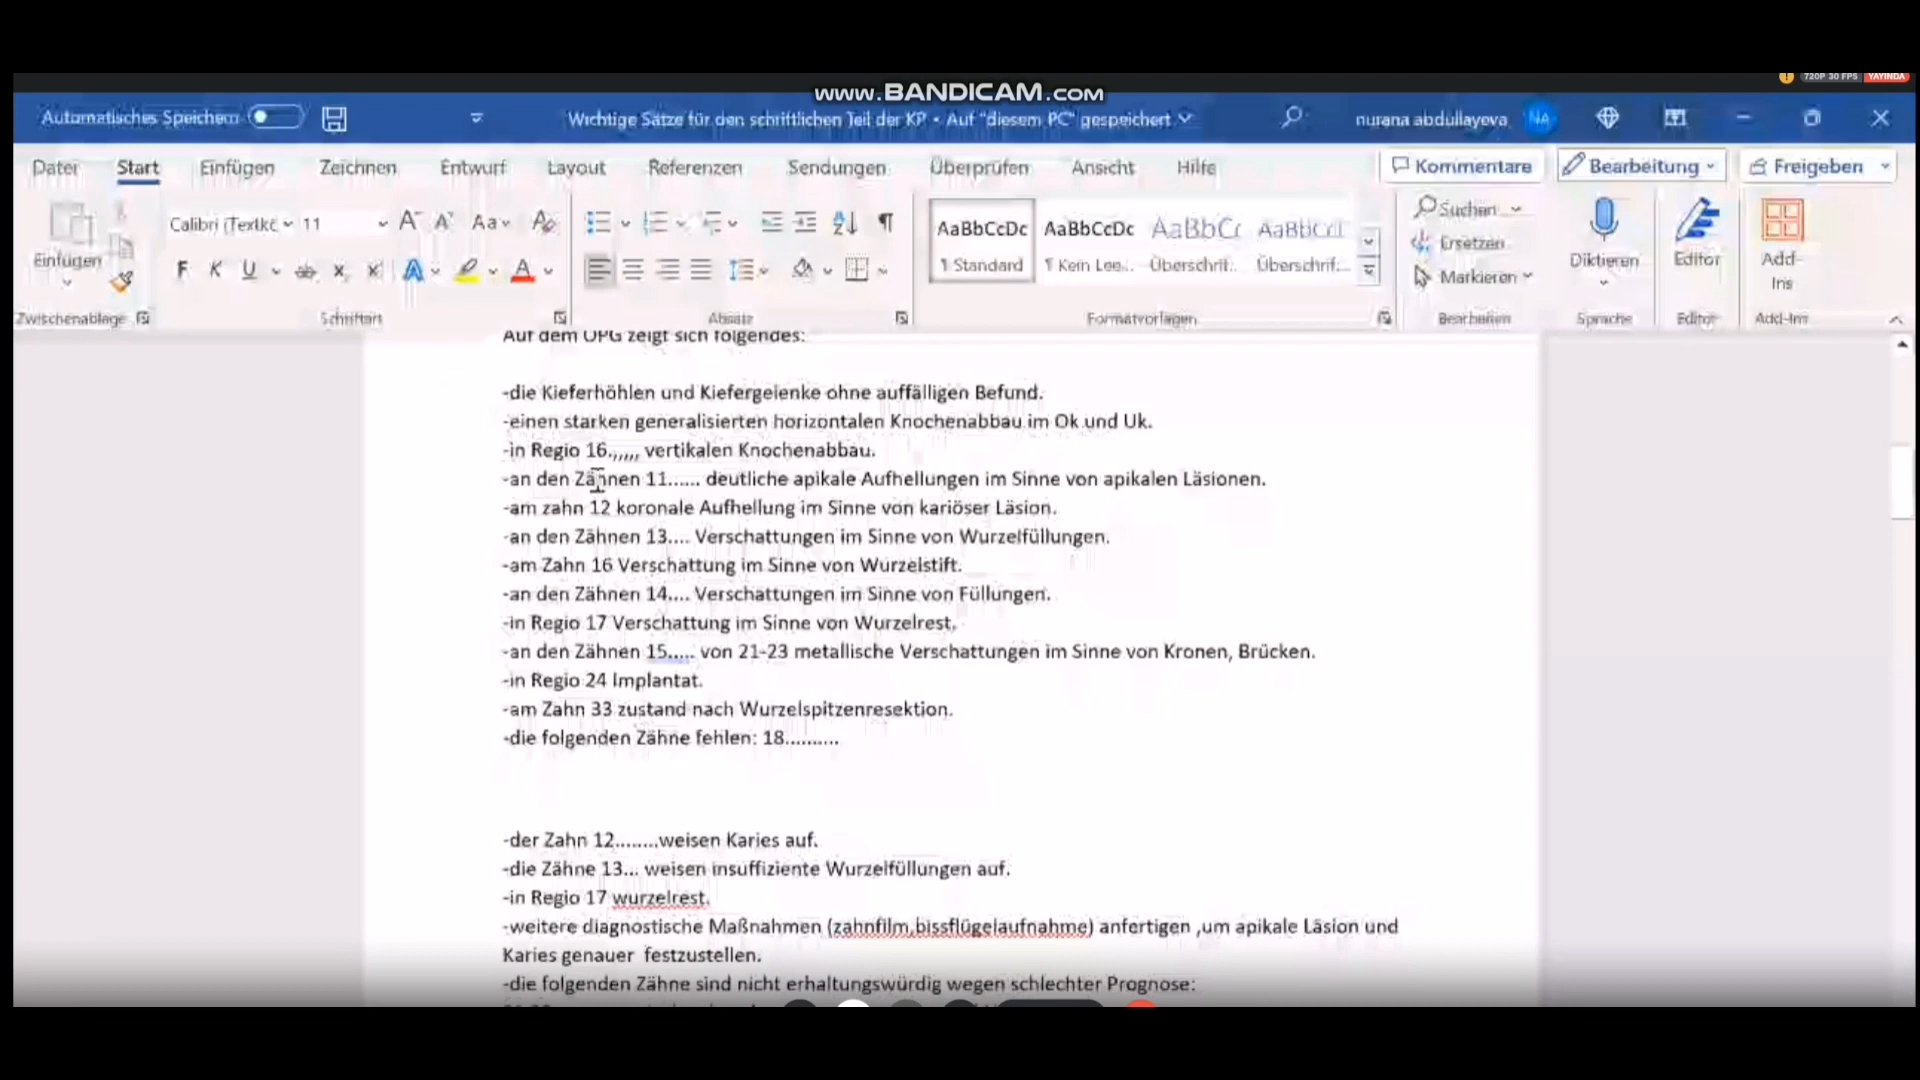 720P 30 FPS YAYINDA
www.BANDICAM.com
Automatisches Speichern
Wichtige Sätze für den schriftlichen Teil der KP • Auf "diesem PC" gespeichert
nurana abdullayeva NA
Datei Start Einfügen Zeichnen Entwurf Layout Referenzen Sendungen Überprüfen Ansicht Hilfe Kommentare Bearbeitung Freigeben
Einfügen
Calibri (Textkö 11
F K U
AaBbCcDc AaBbCcDc AaBbCc AaBbCcL
¶ Standard ¶ Kein Lee... Überschrift... Überschrif...
Suchen
Ersetzen
Markieren
Diktieren
Editor
Add-
Ins
Zwischenablage Schriftart Absatz Formatvorlagen Bearbeiten Sprache Editor Add-Ins
Auf dem OPG zeigt sich folgendes:
-die Kieferhöhlen und Kiefergelenke ohne auffälligen Befund.
-einen starken generalisierten horizontalen Knochenabbau im Ok und Uk.
-in Regio 16.,,,,, vertikalen Knochenabbau.
-an den Zähnen 11...... deutliche apikale Aufhellungen im Sinne von apikalen Läsionen.
-am zahn 12 koronale Aufhellung im Sinne von kariöser Läsion.
-an den Zähnen 13.... Verschattungen im Sinne von Wurzelfüllungen.
-am Zahn 16 Verschattung im Sinne von Wurzelstift.
-an den Zähnen 14.... Verschattungen im Sinne von Füllungen.
-in Regio 17 Verschattung im Sinne von Wurzelrest.
-an den Zähnen 15..... von 21-23 metallische Verschattungen im Sinne von Kronen, Brücken.
-in Regio 24 Implantat.
-am Zahn 33 zustand nach Wurzelspitzenresektion.
-die folgenden Zähne fehlen: 18..........
-der Zahn 12........weisen Karies auf.
-die Zähne 13... weisen insuffiziente Wurzelfüllungen auf.
-in Regio 17 wurzelrest.
-weitere diagnostische Maßnahmen (zahnfilm,bissflügelaufnahme) anfertigen ,um apikale Läsion und
Karies genauer festzustellen.
-die folgenden Zähne sind nicht erhaltungswürdig wegen schlechter Prognose: